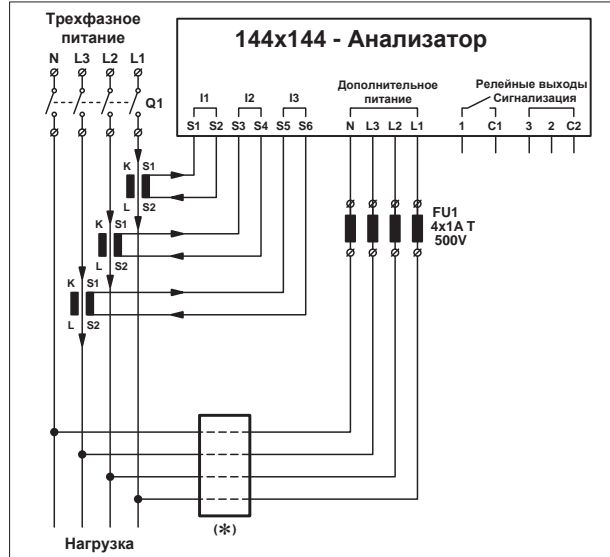 Трехфазное
питание
N L3 L2 L1
Q1
144x144 - Анализатор
I1 I2 I3
S1 S2 S3 S4 S5 S6
Дополнительное
питание
N L3 L2 L1
Релейные выходы
Сигнализация
1 C1 3 2 C2
K S1
L S2
K S1
L S2
K S1
L S2
FU1
4x1A T
500V
(*)
Нагрузка